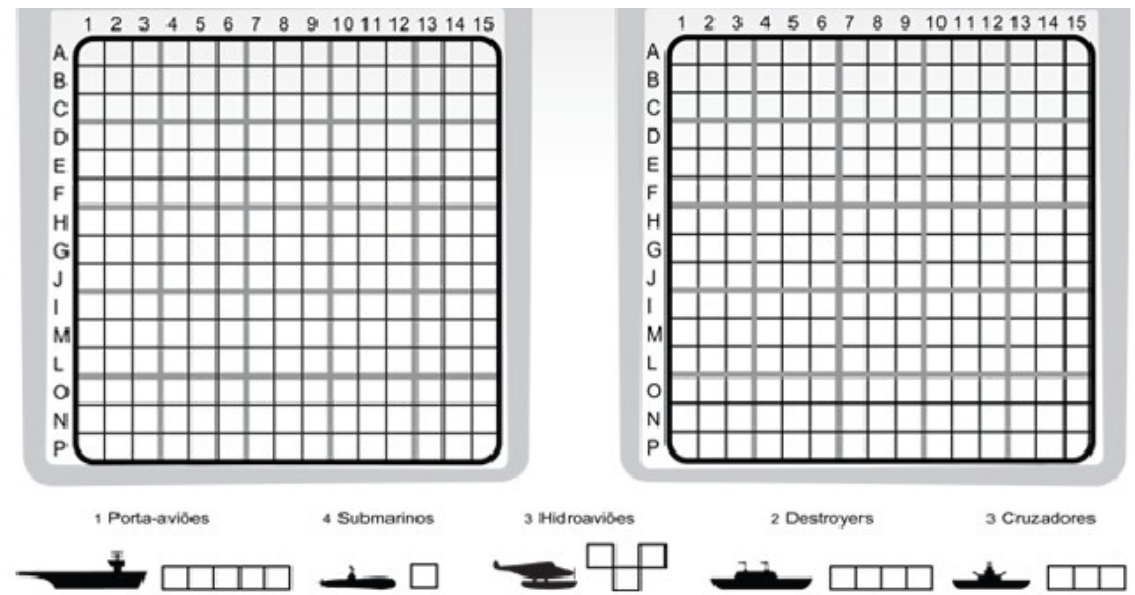 1 2 3 4 5 6 7 8 9 10 11 12 13 15
A
B
C
D
E
F
H
G
J
I
M
L
O
N
P
1 2 3 4 5 6 7 8 9 10 11 12 13 14 15
A
B
C
D
E
F
H
G
J
I
M
L
O
N
P
1 Porta-aviões 4 Submarinos 3 Hidroaviões 2 Destroyers 3 Cruzadores